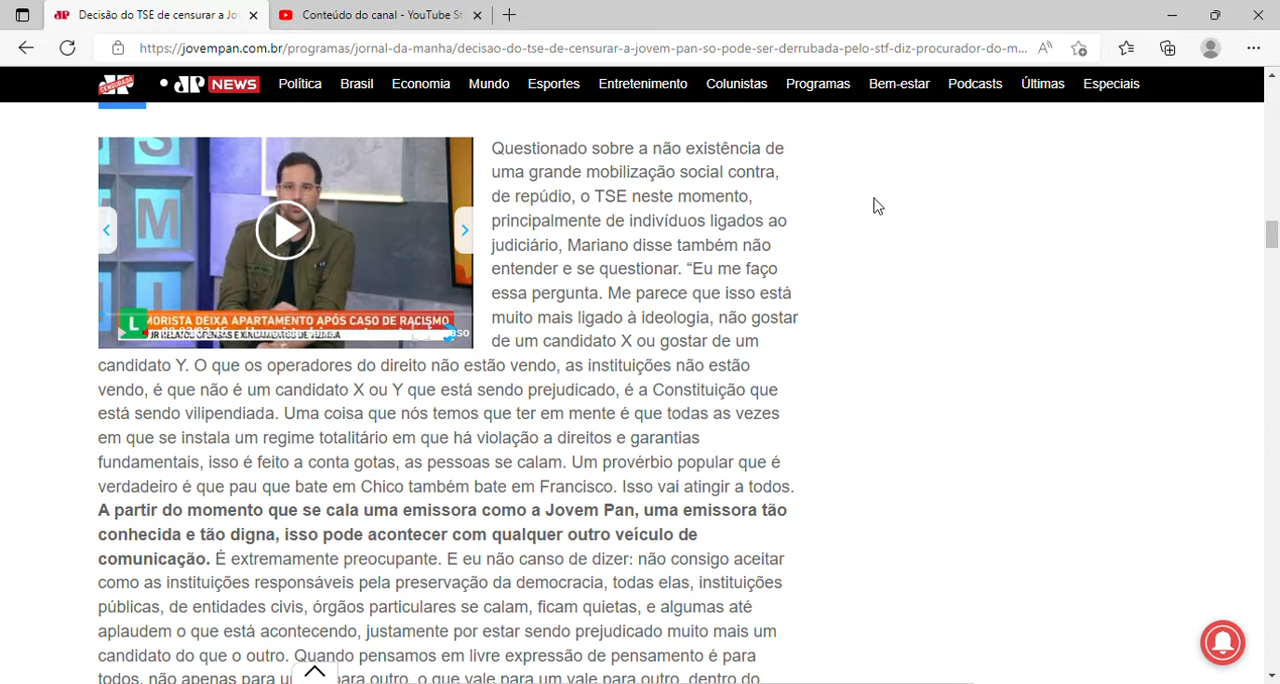 Decisão do TSE de censurar a Jov
Conteúdo do canal - YouTube St
https://jovempan.com.br/programas/jornal-da-manha/decisao-do-tse-de-censurar-a-jovem-pan-so-pode-ser-derrubada-pelo-stf-diz-procurador-do-m...
CENSURADA
JP NEWS
Política Brasil Economia Mundo Esportes Entretenimento Colunistas Programas Bem-estar Podcasts Últimas Especiais
MORISTA DEIXA APARTAMENTO APÓS CASO DE RACISMO
Questionado sobre a não existência de
uma grande mobilização social contra,
de repúdio, o TSE neste momento,
principalmente de indivíduos ligados ao
judiciário, Mariano disse também não
entender e se questionar. “Eu me faço
essa pergunta. Me parece que isso está
muito mais ligado à ideologia, não gostar
de um candidato X ou gostar de um
candidato Y. O que os operadores do direito não estão vendo, as instituições não estão
vendo, é que não é um candidato X ou Y que está sendo prejudicado, é a Constituição que
está sendo vilipendiada. Uma coisa que nós temos que ter em mente é que todas as vezes
em que se instala um regime totalitário em que há violação a direitos e garantias
fundamentais, isso é feito a conta gotas, as pessoas se calam. Um provérbio popular que é
verdadeiro é que pau que bate em Chico também bate em Francisco. Isso vai atingir a todos.
A partir do momento que se cala uma emissora como a Jovem Pan, uma emissora tão
conhecida e tão digna, isso pode acontecer com qualquer outro veículo de
comunicação. É extremamente preocupante. E eu não canso de dizer: não consigo aceitar
como as instituições responsáveis pela preservação da democracia, todas elas, instituições
públicas, de entidades civis, órgãos particulares se calam, ficam quietas, e algumas até
aplaudem o que está acontecendo, justamente por estar sendo prejudicado muito mais um
candidato do que o outro. Quando pensamos em livre expressão de pensamento é para
todos, não apenas para para outro, o que vale para um vale para outro, dentro do